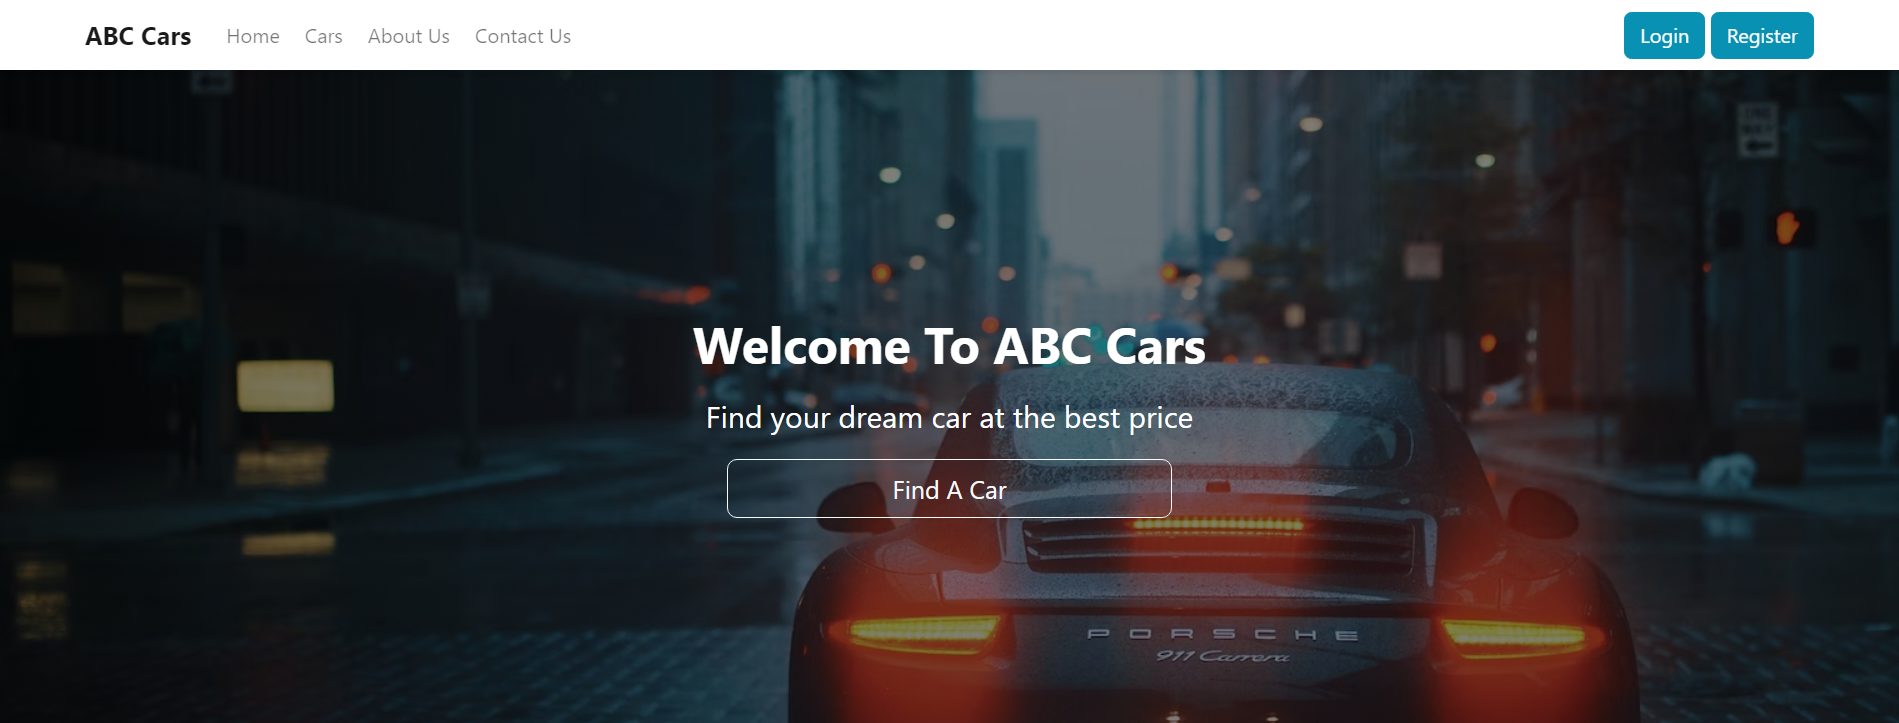 ABC Cars Home Cars About Us Contact Us Login Register
Welcome To ABC Cars
Find your dream car at the best price
Find A Car
PORSCHE
911 Carrera